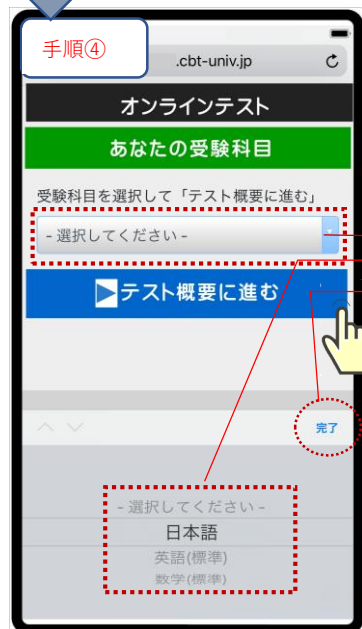 手順④
.cbt-univ.jp
オンラインテスト
あなたの受験科目
受験科目を選択して「テスト概要に進む」
- 選択してください -
テスト概要に進む
完了
- 選択してください -
日本語
英語(標準)
数学(標準)